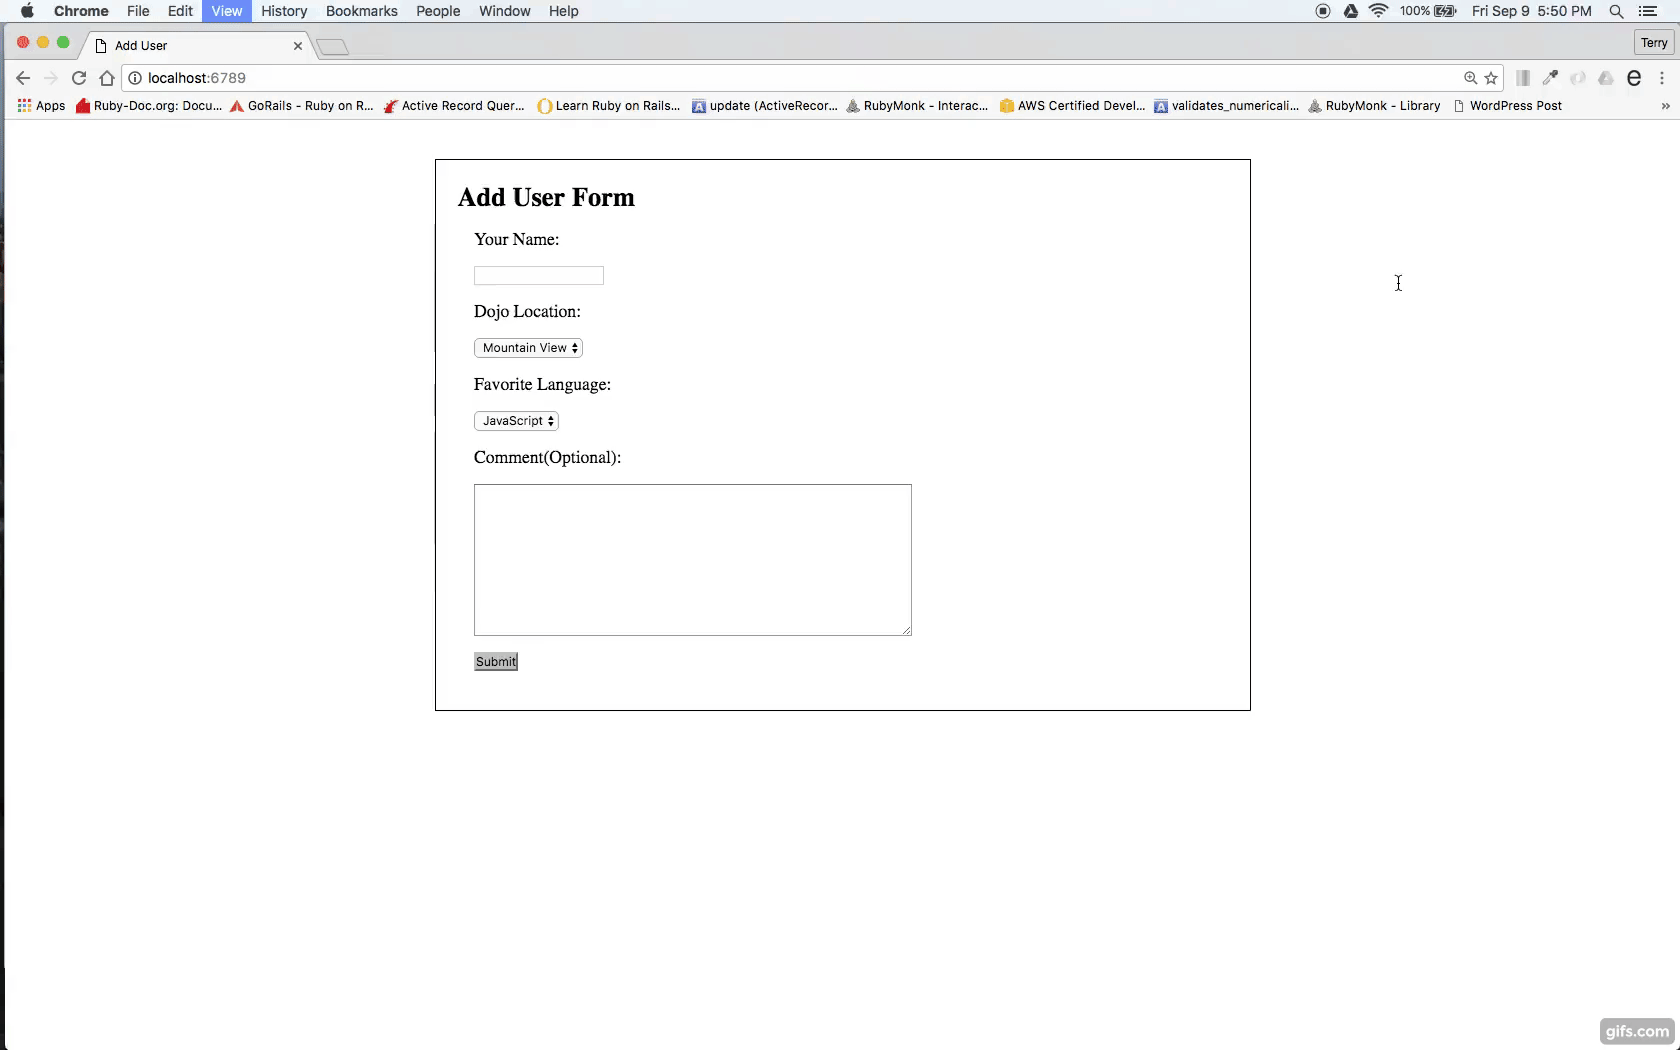 Chrome File Edit View History Bookmarks People Window Help 100% Fri Sep 9 5:50 PM
Add User Terry
localhost:6789
Apps Ruby-Doc.org: Docu... GoRails - Ruby on R... Active Record Quer... Learn Ruby on Rails... update (ActiveRecor... RubyMonk - Interac... AWS Certified Devel... validates_numericali... RubyMonk - Library WordPress Post »
Add User Form
Your Name:
Dojo Location:
Mountain View
Favorite Language:
JavaScript
Comment(Optional):
Submit
gifs.com